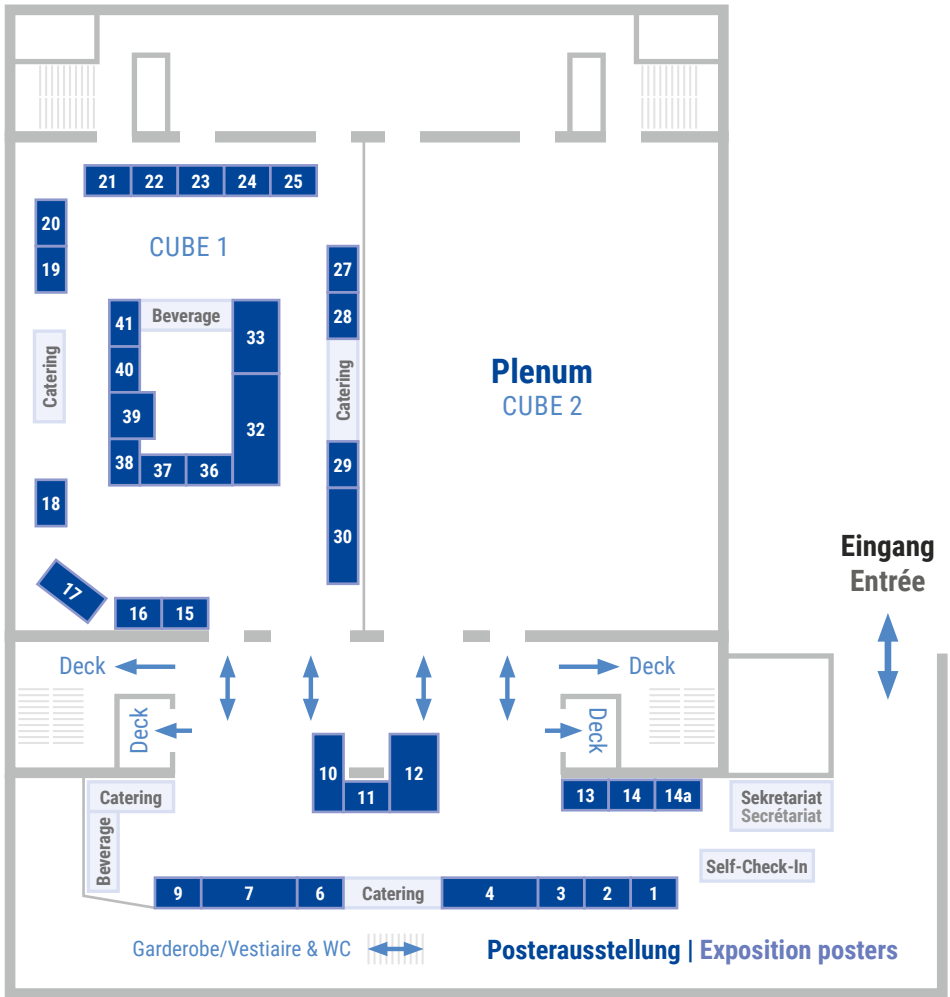 21 22 23 24 25
20
19
CUBE 1
27
28
41
Beverage
33
40
39
32
38
37
36
Catering
Catering
Plenum
CUBE 2
29
30
18
17
16 15
Eingang
Entrée
Deck
Deck
Deck
Deck
10
11
12
13 14 14a
Catering
Beverage
Sekretariat
Secrétariat
Self-Check-In
9 7 6 Catering 4 3 2 1
Garderobe/Vestiaire & WC
Posterausstellung | Exposition posters